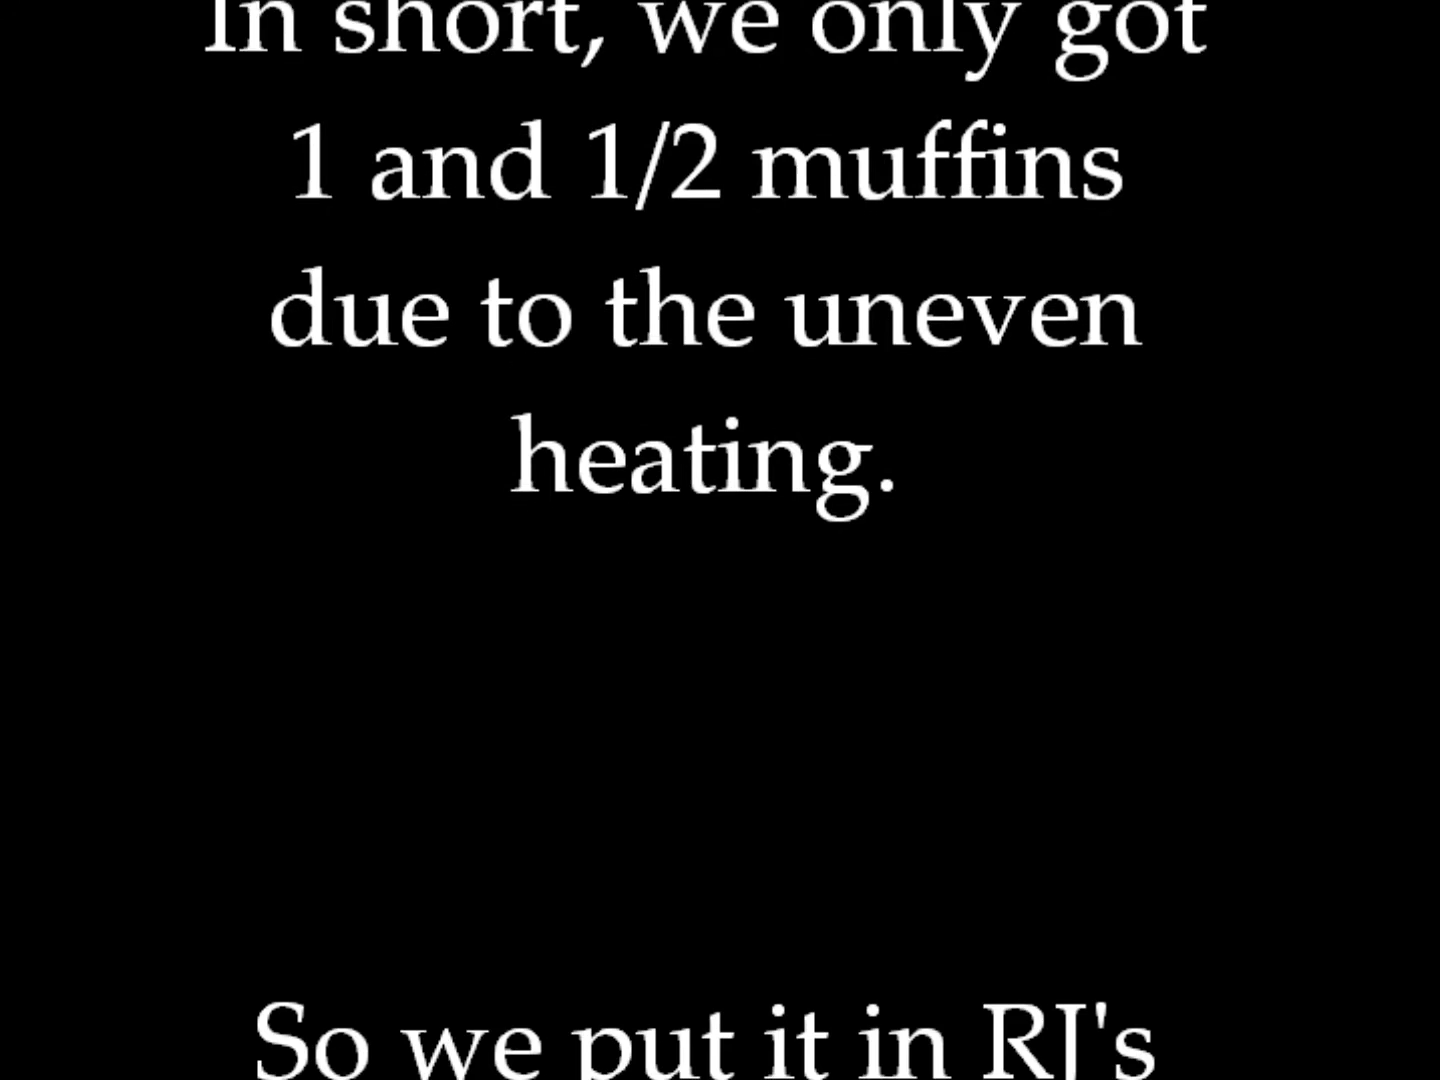 In short, we only got
1 and 1/2 muffins
due to the uneven
heating.
So we put it in RJ's